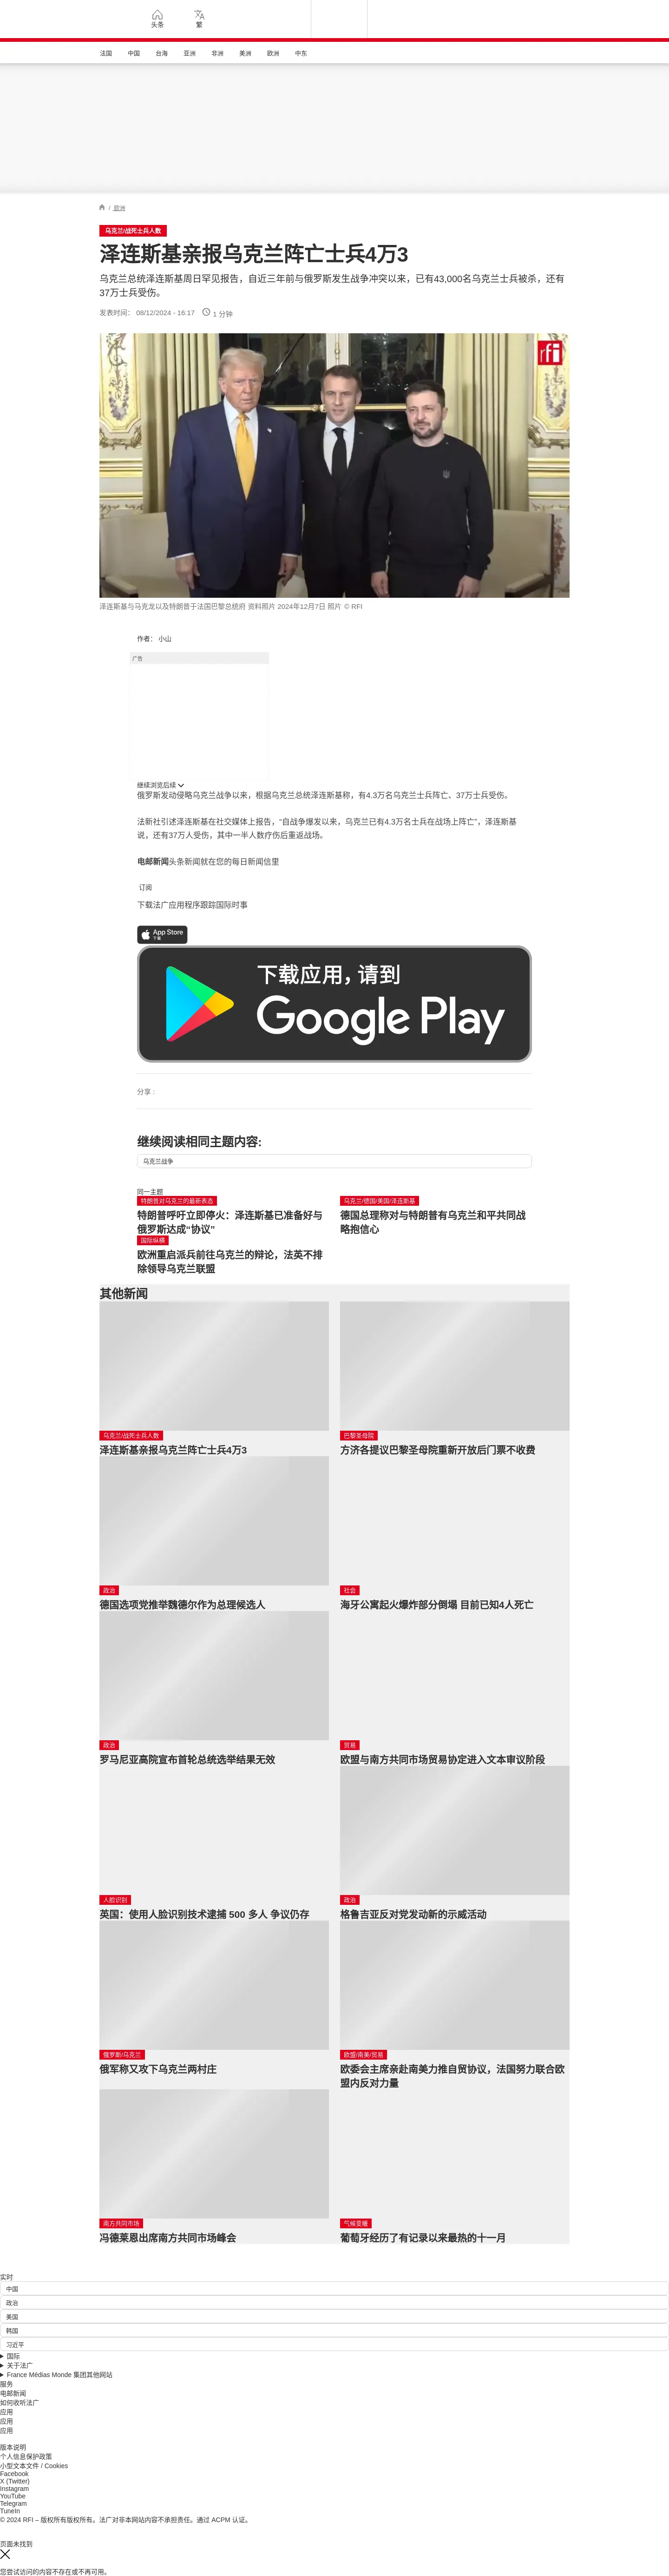 头条
繁
法国
中国
台海
亚洲
非洲
美洲
欧洲
中东
/ 欧洲
乌克兰/战死士兵人数
泽连斯基亲报乌克兰阵亡士兵4万3
乌克兰总统泽连斯基周日罕见报告，自近三年前与俄罗斯发生战争冲突以来，已有43,000名乌克兰士兵被杀，还有
37万士兵受伤。
发表时间： 08/12/2024 - 16:17
1 分钟
rfi
泽连斯基与马克龙以及特朗普于法国巴黎总统府 资料照片 2024年12月7日 照片 © RFI
作者： 小山
广告
继续浏览后续
俄罗斯发动侵略乌克兰战争以来，根据乌克兰总统泽连斯基称，有4.3万名乌克兰士兵阵亡、37万士兵受伤。
法新社引述泽连斯基在社交媒体上报告，“自战争爆发以来，乌克兰已有4.3万名士兵在战场上阵亡”，泽连斯基
说，还有37万人受伤，其中一半人数疗伤后重返战场。
电邮新闻头条新闻就在您的每日新闻信里
订阅
下载法广应用程序跟踪国际时事
App Store
下载
下载应用，请到
Google Play
分享 :
继续阅读相同主题内容:
乌克兰战争
同一主题
特朗普对乌克兰的最新表态
特朗普呼吁立即停火：泽连斯基已准备好与
俄罗斯达成“协议”
乌克兰/德国/美国/泽连斯基
德国总理称对与特朗普有乌克兰和平共同战
略抱信心
国际纵横
欧洲重启派兵前往乌克兰的辩论，法英不排
除领导乌克兰联盟
其他新闻
乌克兰/战死士兵人数
泽连斯基亲报乌克兰阵亡士兵4万3
巴黎圣母院
方济各提议巴黎圣母院重新开放后门票不收费
政治
德国选项党推举魏德尔作为总理候选人
社会
海牙公寓起火爆炸部分倒塌 目前已知4人死亡
政治
罗马尼亚高院宣布首轮总统选举结果无效
贸易
欧盟与南方共同市场贸易协定进入文本审议阶段
人脸识别
英国：使用人脸识别技术逮捕 500 多人 争议仍存
政治
格鲁吉亚反对党发动新的示威活动
俄罗斯/乌克兰
俄军称又攻下乌克兰两村庄
欧盟/南美/贸易
欧委会主席亲赴南美力推自贸协议，法国努力联合欧
盟内反对力量
南方共同市场
冯德莱恩出席南方共同市场峰会
气候变暖
葡萄牙经历了有记录以来最热的十一月
实时
中国
政治
美国
韩国
习近平
国际
关于法广
France Médias Monde 集团其他网站
服务
电邮新闻
如何收听法广
应用
应用
应用
版本说明
个人信息保护政策
小型文本文件 / Cookies
Facebook
X (Twitter)
Instagram
YouTube
Telegram
TuneIn
© 2024 RFI – 版权所有版权所有。法广对非本网站内容不承担责任。通过 ACPM 认证。
页面未找到
您尝试访问的内容不存在或不再可用。